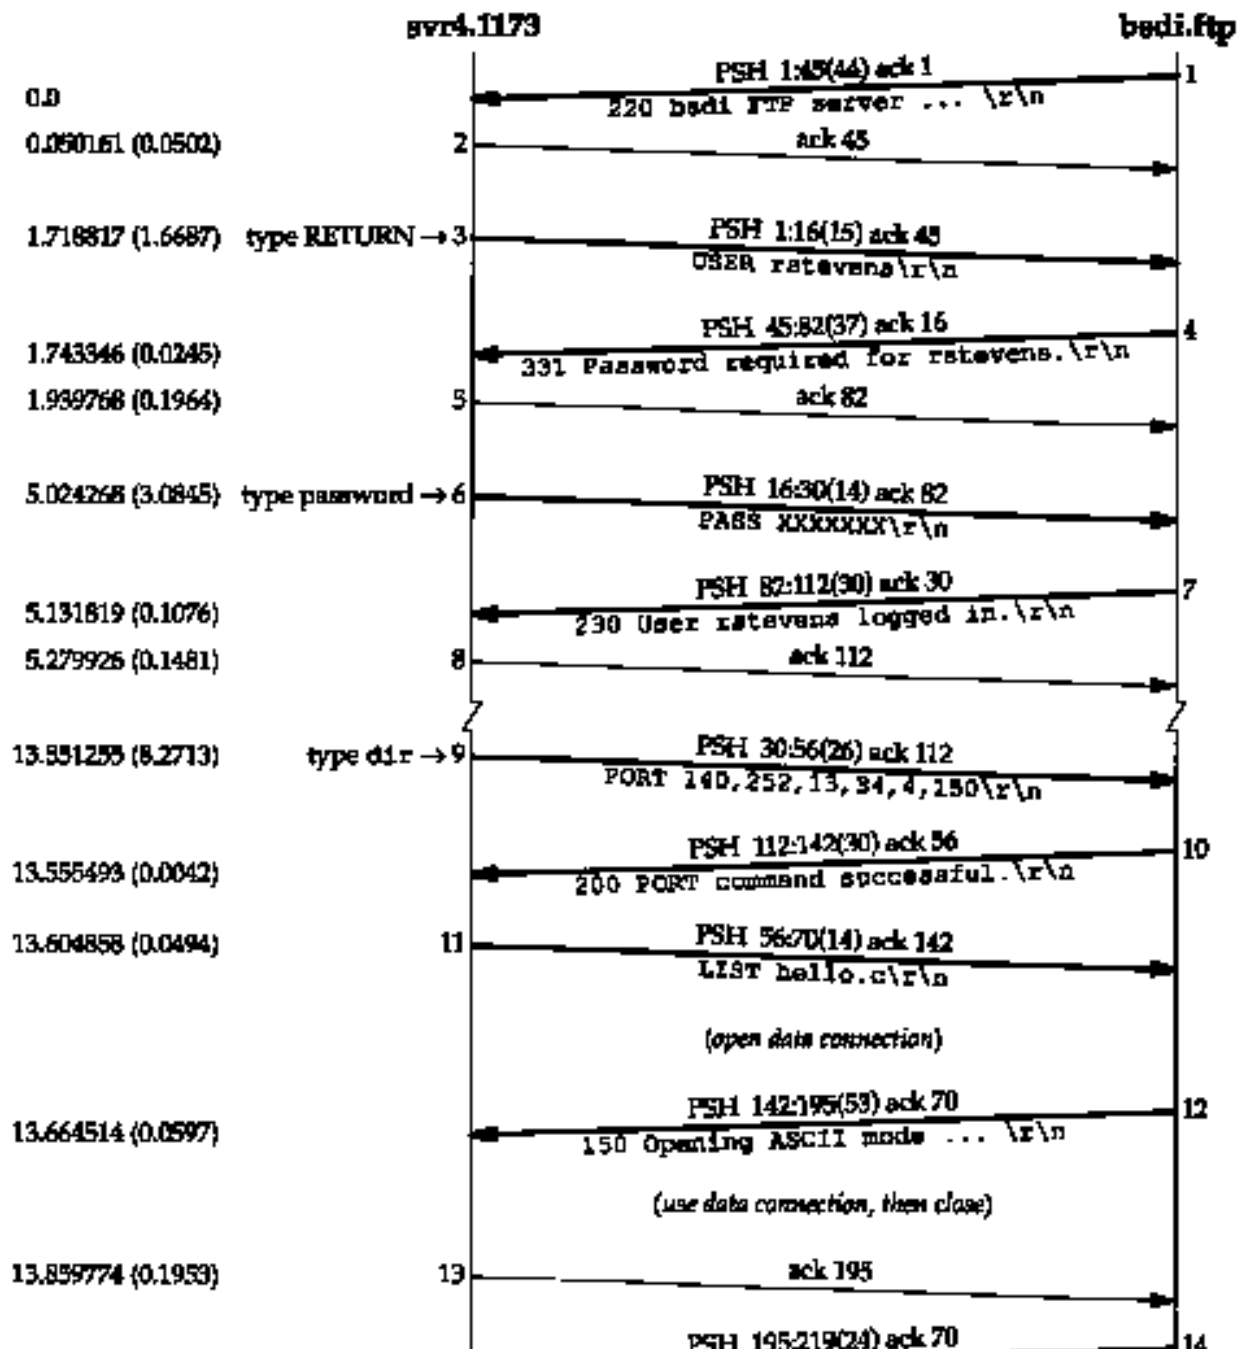 svr4.1173 bsdi.ftp
PSH 1:45(44) ack 1 1
0.0
220 bsdi FTP server ... \r\n
0.050161 (0.0502) 2 ack 45
1.718817 (1.6687) type RETURN → 3 PSH 1:16(15) ack 45
USER rstevens\r\n
PSH 45:82(37) ack 16 4
1.743346 (0.0245)
331 Password required for rstevens.\r\n
1.939768 (0.1964) 5 ack 82
5.024268 (3.0845) type password → 6 PSH 16:30(14) ack 82
PASS XXXXXXX\r\n
PSH 82:112(30) ack 30 7
5.131819 (0.1076)
230 User rstevens logged in.\r\n
5.279926 (0.1481) 8 ack 112
13.551255 (8.2713) type dir → 9 PSH 30:56(26) ack 112
PORT 140,252,13,34,4,150\r\n
PSH 112:142(30) ack 56 10
13.555493 (0.0042)
200 PORT command successful.\r\n
13.604858 (0.0494) 11 PSH 56:70(14) ack 142
LIST hello.c\r\n
(open data connection)
PSH 142:195(53) ack 70 12
13.664514 (0.0597)
150 Opening ASCII mode ... \r\n
(use data connection, then close)
13.859774 (0.1953) 13 ack 195
PSH 195:219(24) ack 70 14